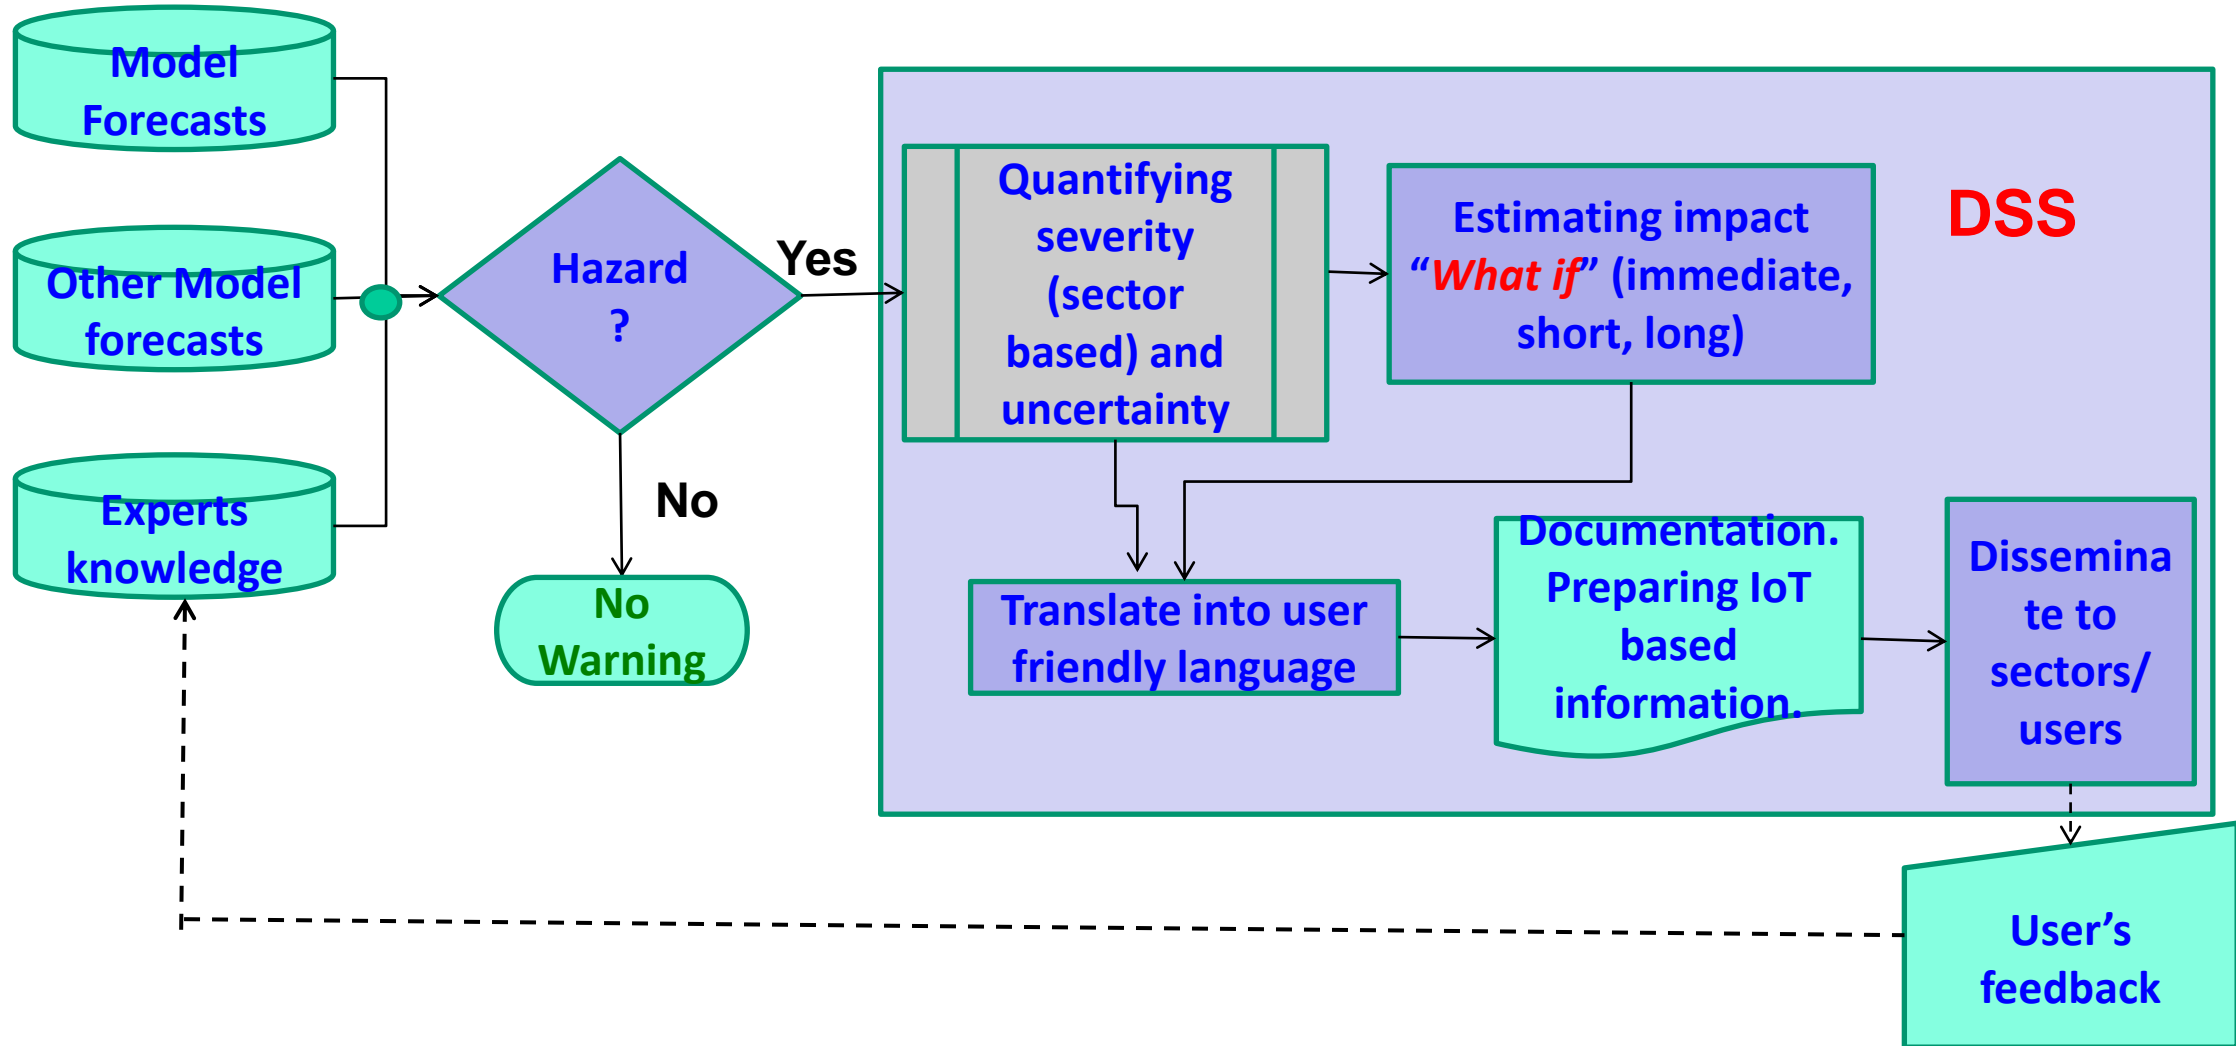 Model
Forecasts
Other Model
forecasts
Experts
knowledge
Hazard
?
Yes
No
No
Warning
DSS
Quantifying
severity
(sector
based) and
uncertainty
Estimating impact
“What if” (immediate,
short, long)
Translate into user
friendly language
Documentation.
Preparing IoT
based
information.
Dissemina
te to
sectors/
users
User’s
feedback